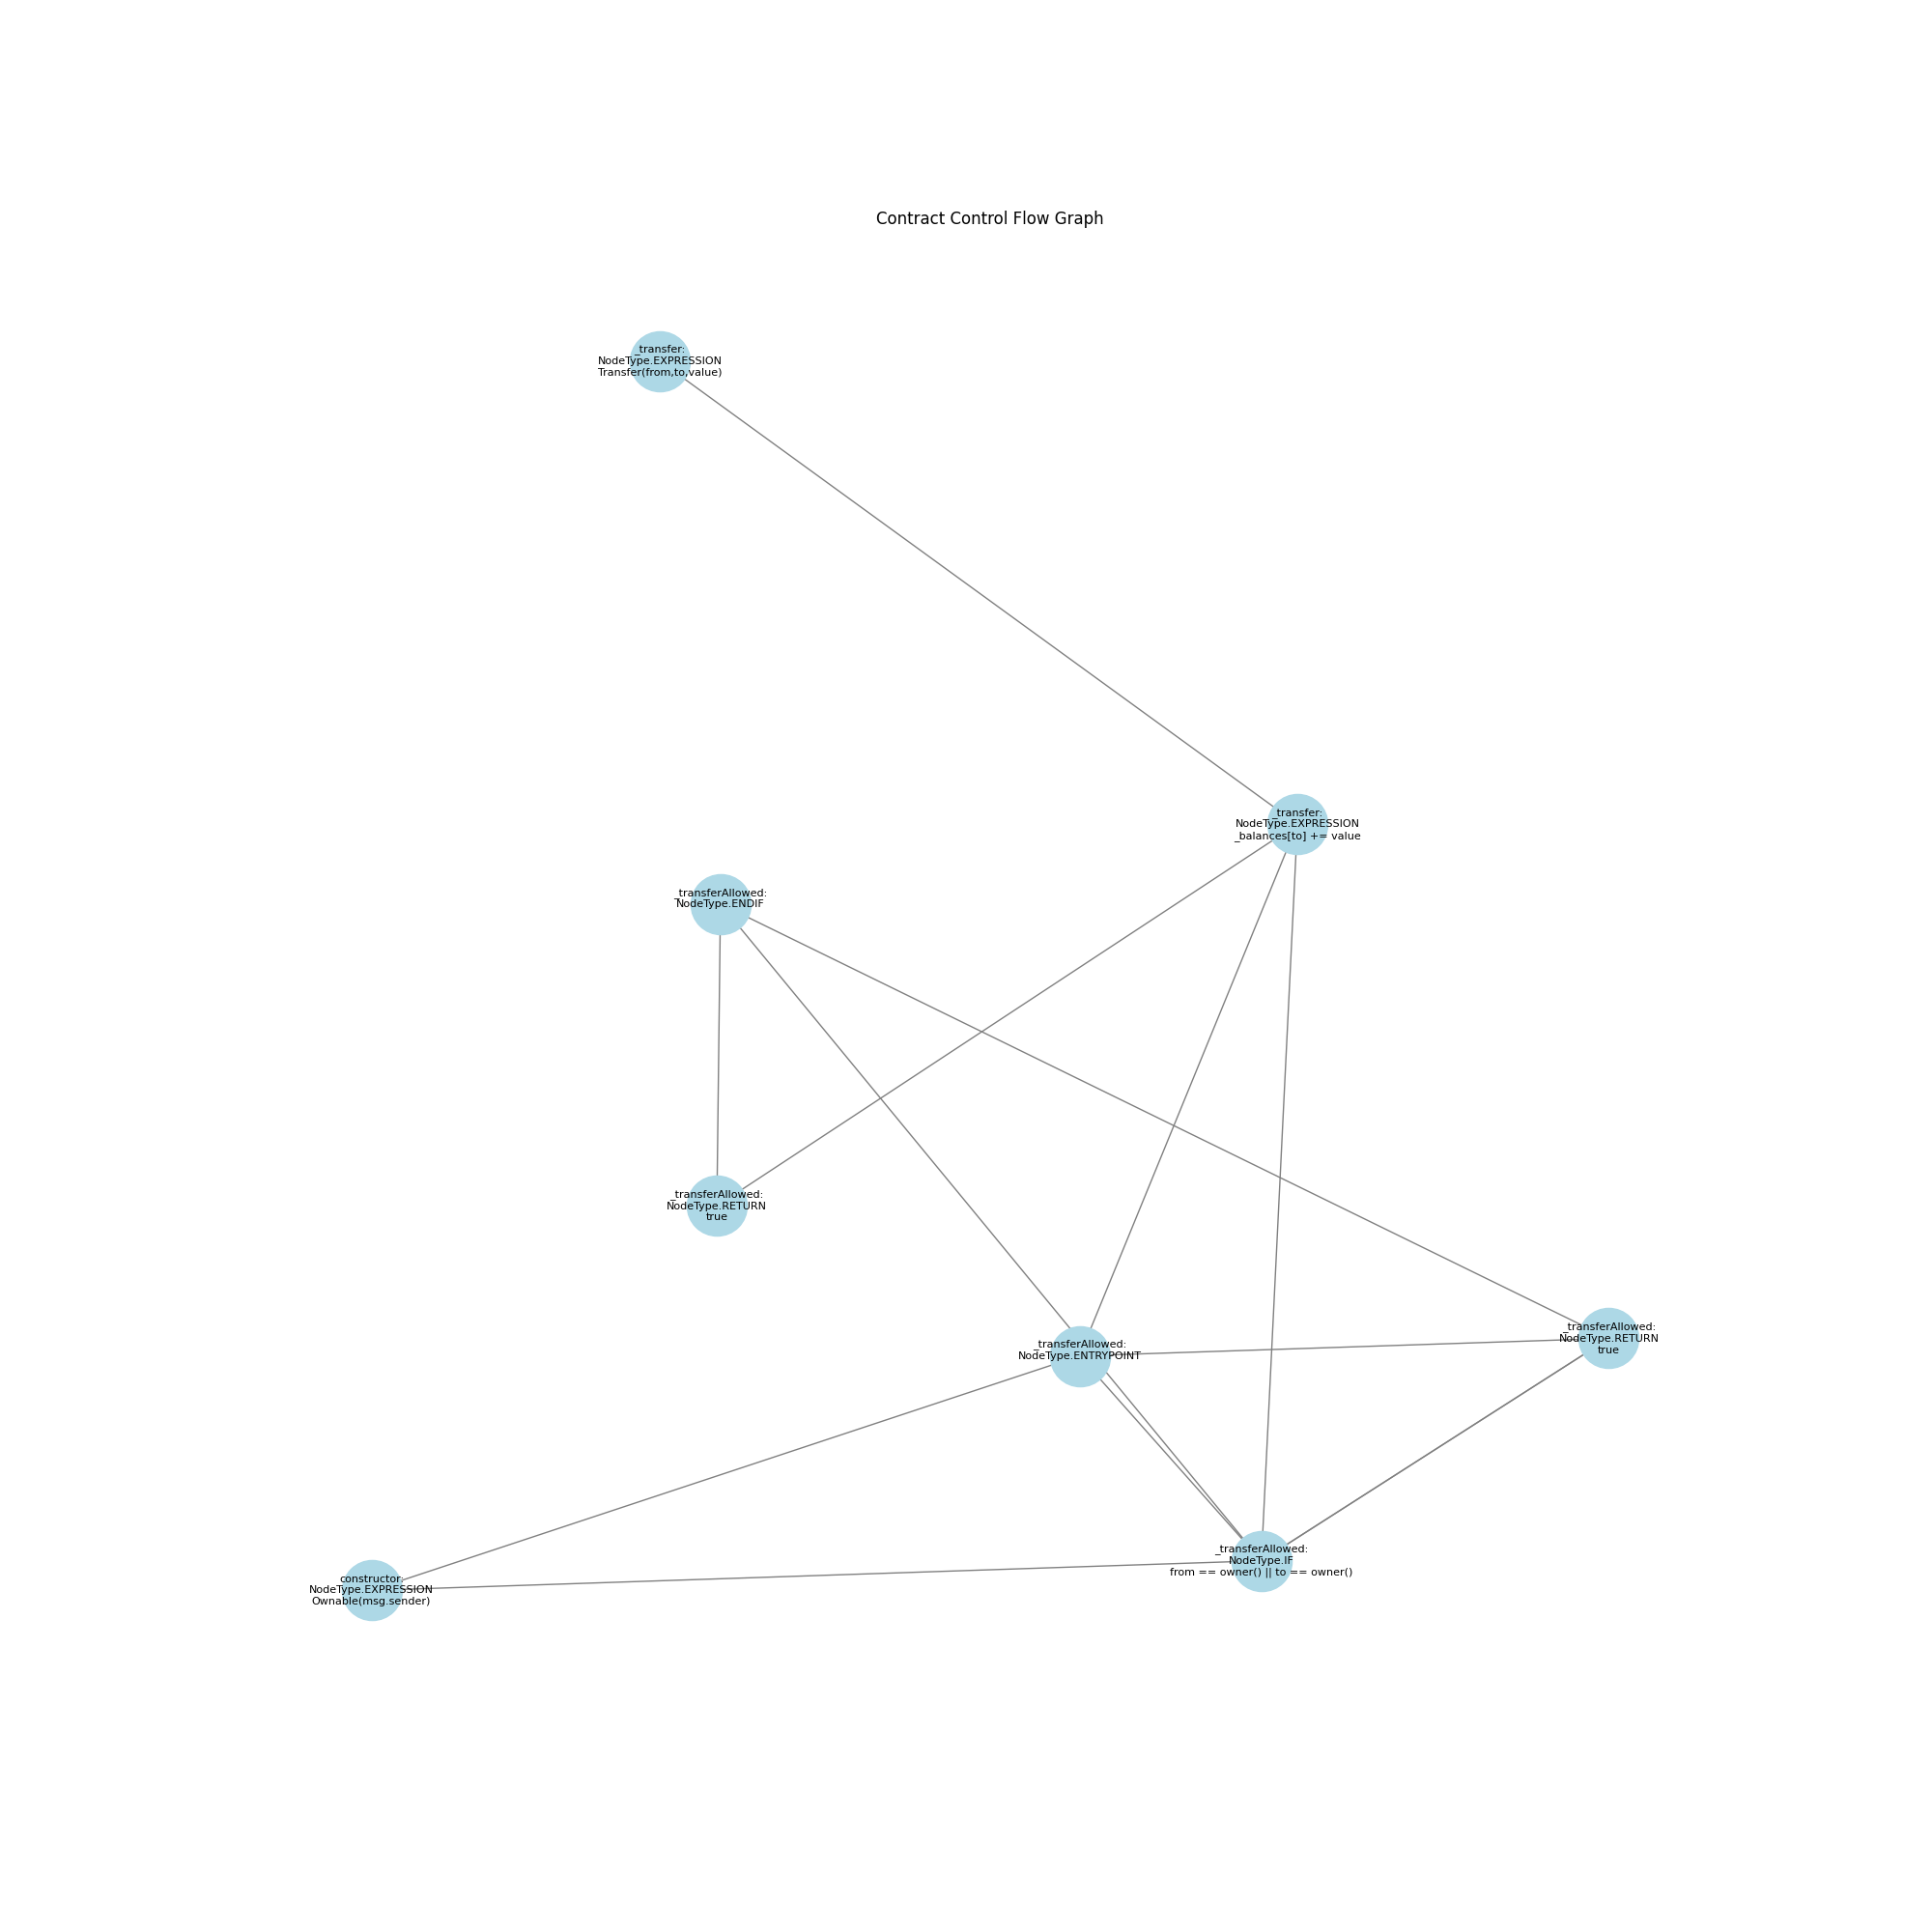 Contract Control Flow Graph
_transfer:
NodeType.EXPRESSION
Transfer(from,to,value)
_transfer:
NodeType.EXPRESSION
_balances[to] += value
_transferAllowed:
NodeType.ENDIF
_transferAllowed:
NodeType.RETURN
true
_transferAllowed:
NodeType.ENTRYPOINT
_transferAllowed:
NodeType.RETURN
true
_transferAllowed:
NodeType.IF
from == owner() || to == owner()
constructor:
NodeType.EXPRESSION
Ownable(msg.sender)